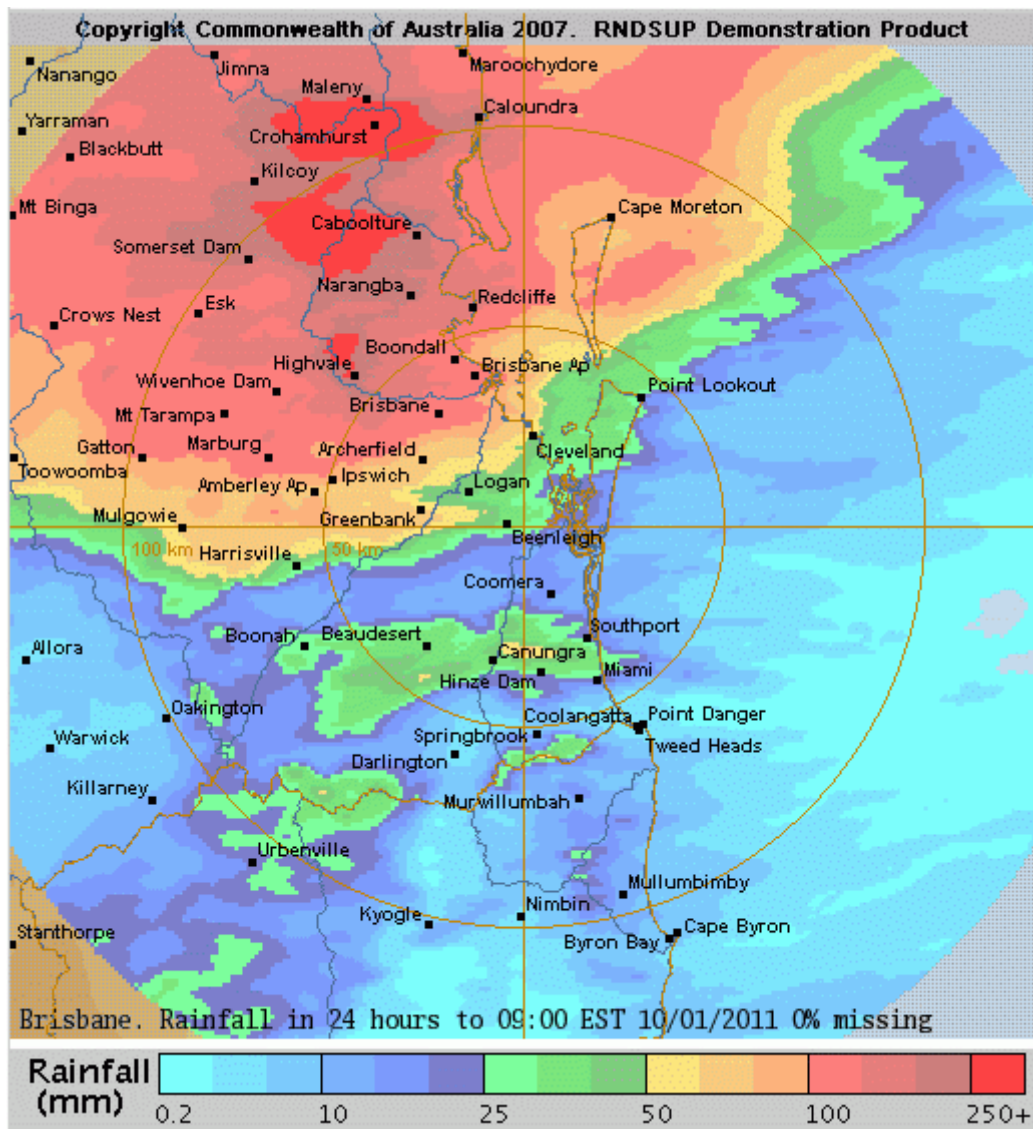 Copyright Commonwealth of Australia 2007. RNDSUP Demonstration Product
Nanango
Jimna
Maroochydore
Maleny
Caloundra
Yarraman
Crohamhurst
Blackbutt
Kilcoy
Mt Binga
Caboolture
Cape Moreton
Somerset Dam
Narangba
Redcliffe
Esk
Crows Nest
Boondall
Highvale
Brisbane Ap
Wivenhoe Dam
Point Lookout
Mt Tarampa
Brisbane
Gatton
Marburg
Archerfield
Cleveland
Toowoomba
Ipswich
Amberley Ap
Logan
Mulgowie
Greenbank
Beenleigh
100 km
50 km
Harrisville
Coomera
Allora
Boonah
Beaudesert
Southport
Canungra
Hinze Dam
Miami
Oakington
Coolangatta
Point Danger
Warwick
Springbrook
Tweed Heads
Darlington
Killarney
Murwillumbah
Urbenville
Mullumbimby
Kyogle
Nimbin
Stanthorpe
Byron Bay
Cape Byron
Brisbane. Rainfall in 24 hours to 09:00 EST 10/01/2011 0% missing
Rainfall
(mm)
0.2 10 25 50 100 250+